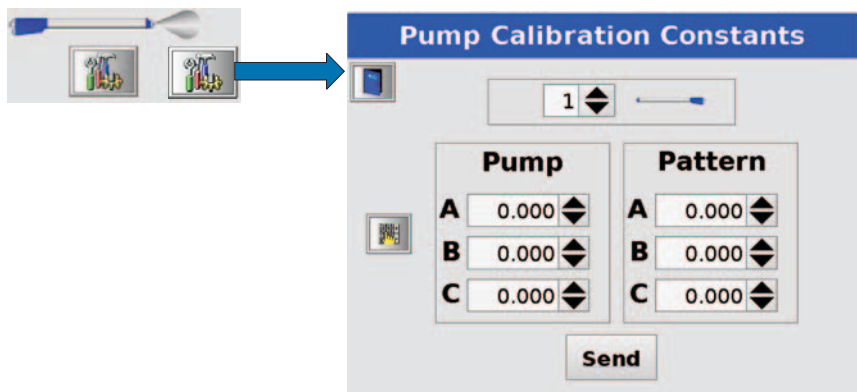 Pump Calibration Constants
1
Pump Pattern
A 0.000 A 0.000
B 0.000 B 0.000
C 0.000 C 0.000
Send